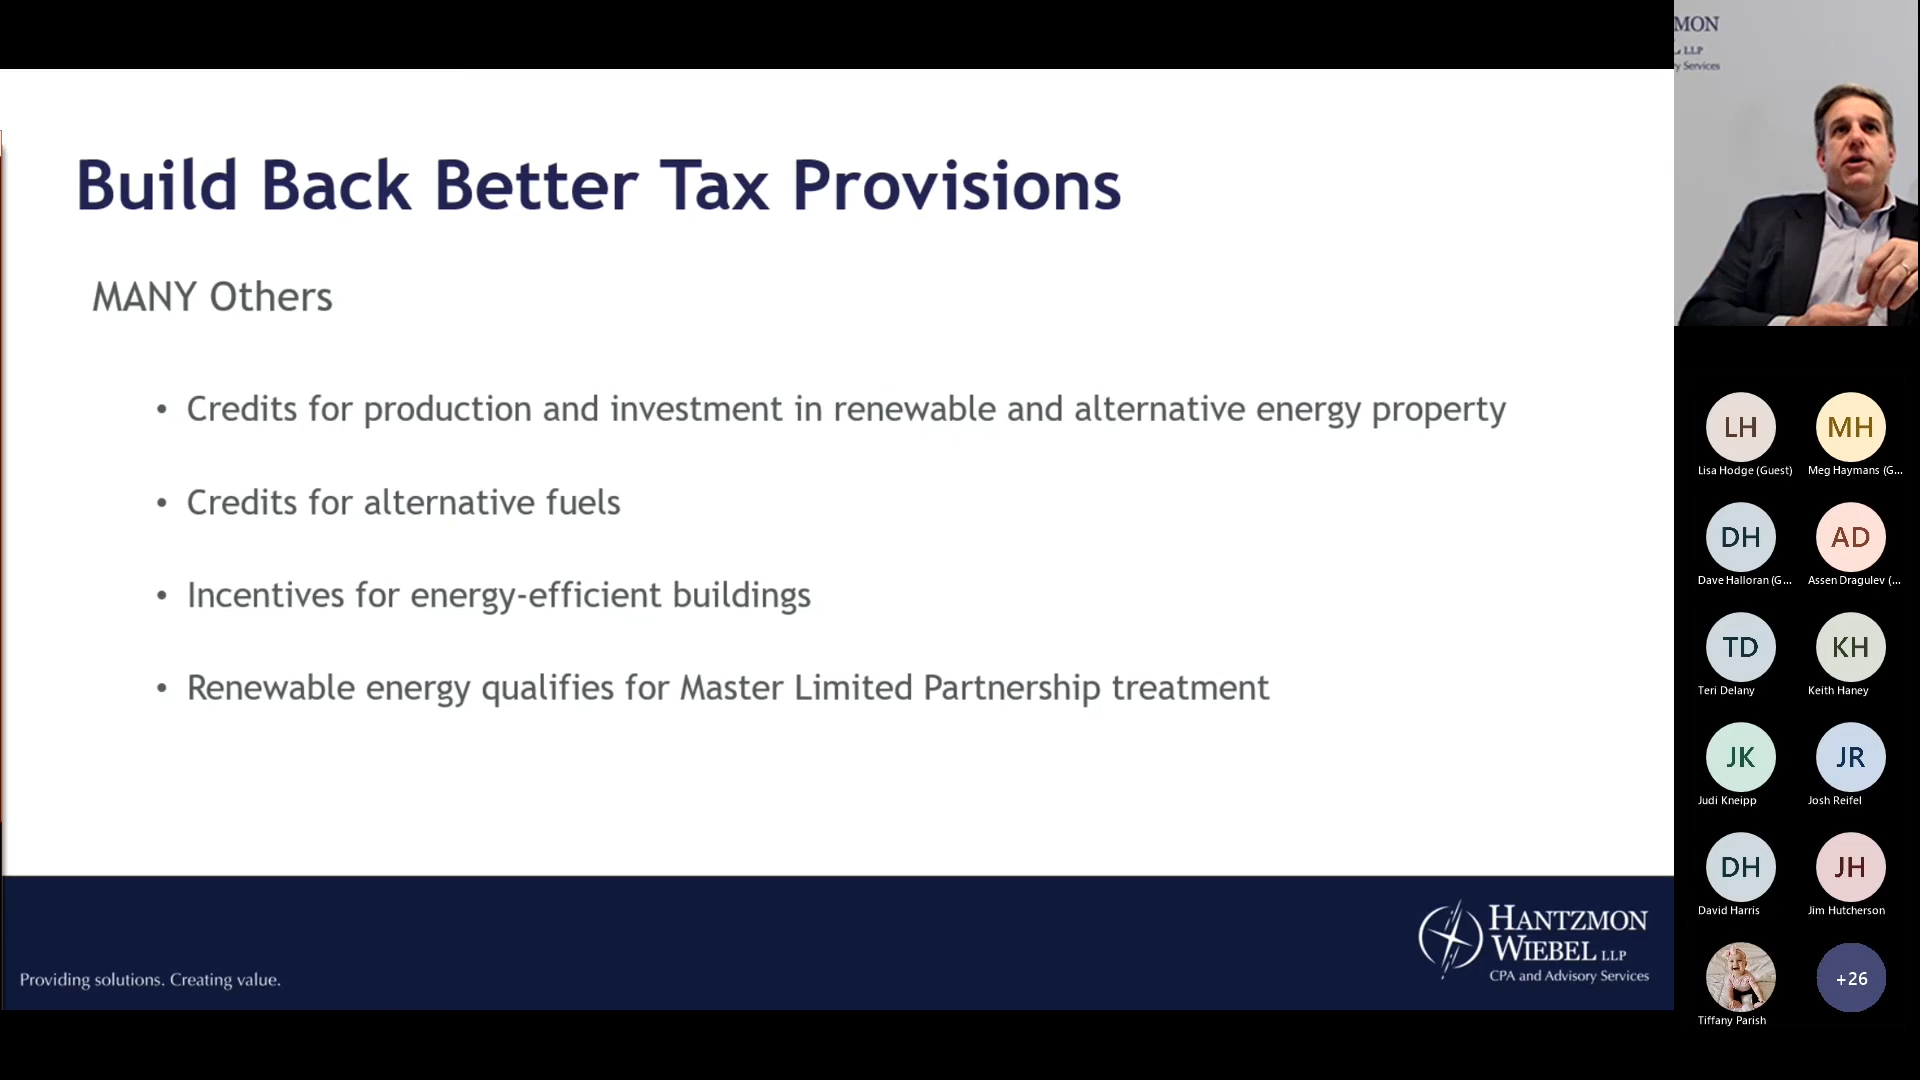 Build Back Better Tax Provisions
MANY Others
• Credits for production and investment in renewable and alternative energy property
• Credits for alternative fuels
• Incentives for energy-efficient buildings
• Renewable energy qualifies for Master Limited Partnership treatment
Providing solutions. Creating value.
HANTZMON
WIEBEL LLP
CPA and Advisory Services
MON
LLP
Services
LH
Lisa Hodge (Guest)
MH
Meg Haymans (G...
DH
Dave Halloran (G...
AD
Assen Dragulev (...
TD
Teri Delany
KH
Keith Haney
JK
Judi Kneipp
JR
Josh Reifel
DH
David Harris
JH
Jim Hutcherson
Tiffany Parish
+26